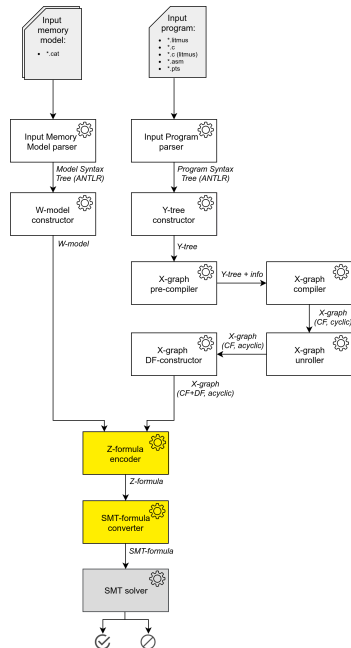 Input
memory
model:
• *.cat
Input
program:
• *.litmus
• *.c
• *.c (litmus)
• *.asm
• *.pts
Input Memory
Model parser
Input Program
parser
Model Syntax
Tree (ANTLR)
Program Syntax
Tree (ANTLR)
W-model
constructor
Y-tree
constructor
W-model
Y-tree
X-graph
pre-compiler
Y-tree + info
X-graph
compiler
X-graph
(CF, cyclic)
X-graph
DF-constructor
X-graph
(CF, acyclic)
X-graph
unroller
X-graph
(CF+DF, acyclic)
Z-formula
encoder
Z-formula
SMT-formula
converter
SMT-formula
SMT solver